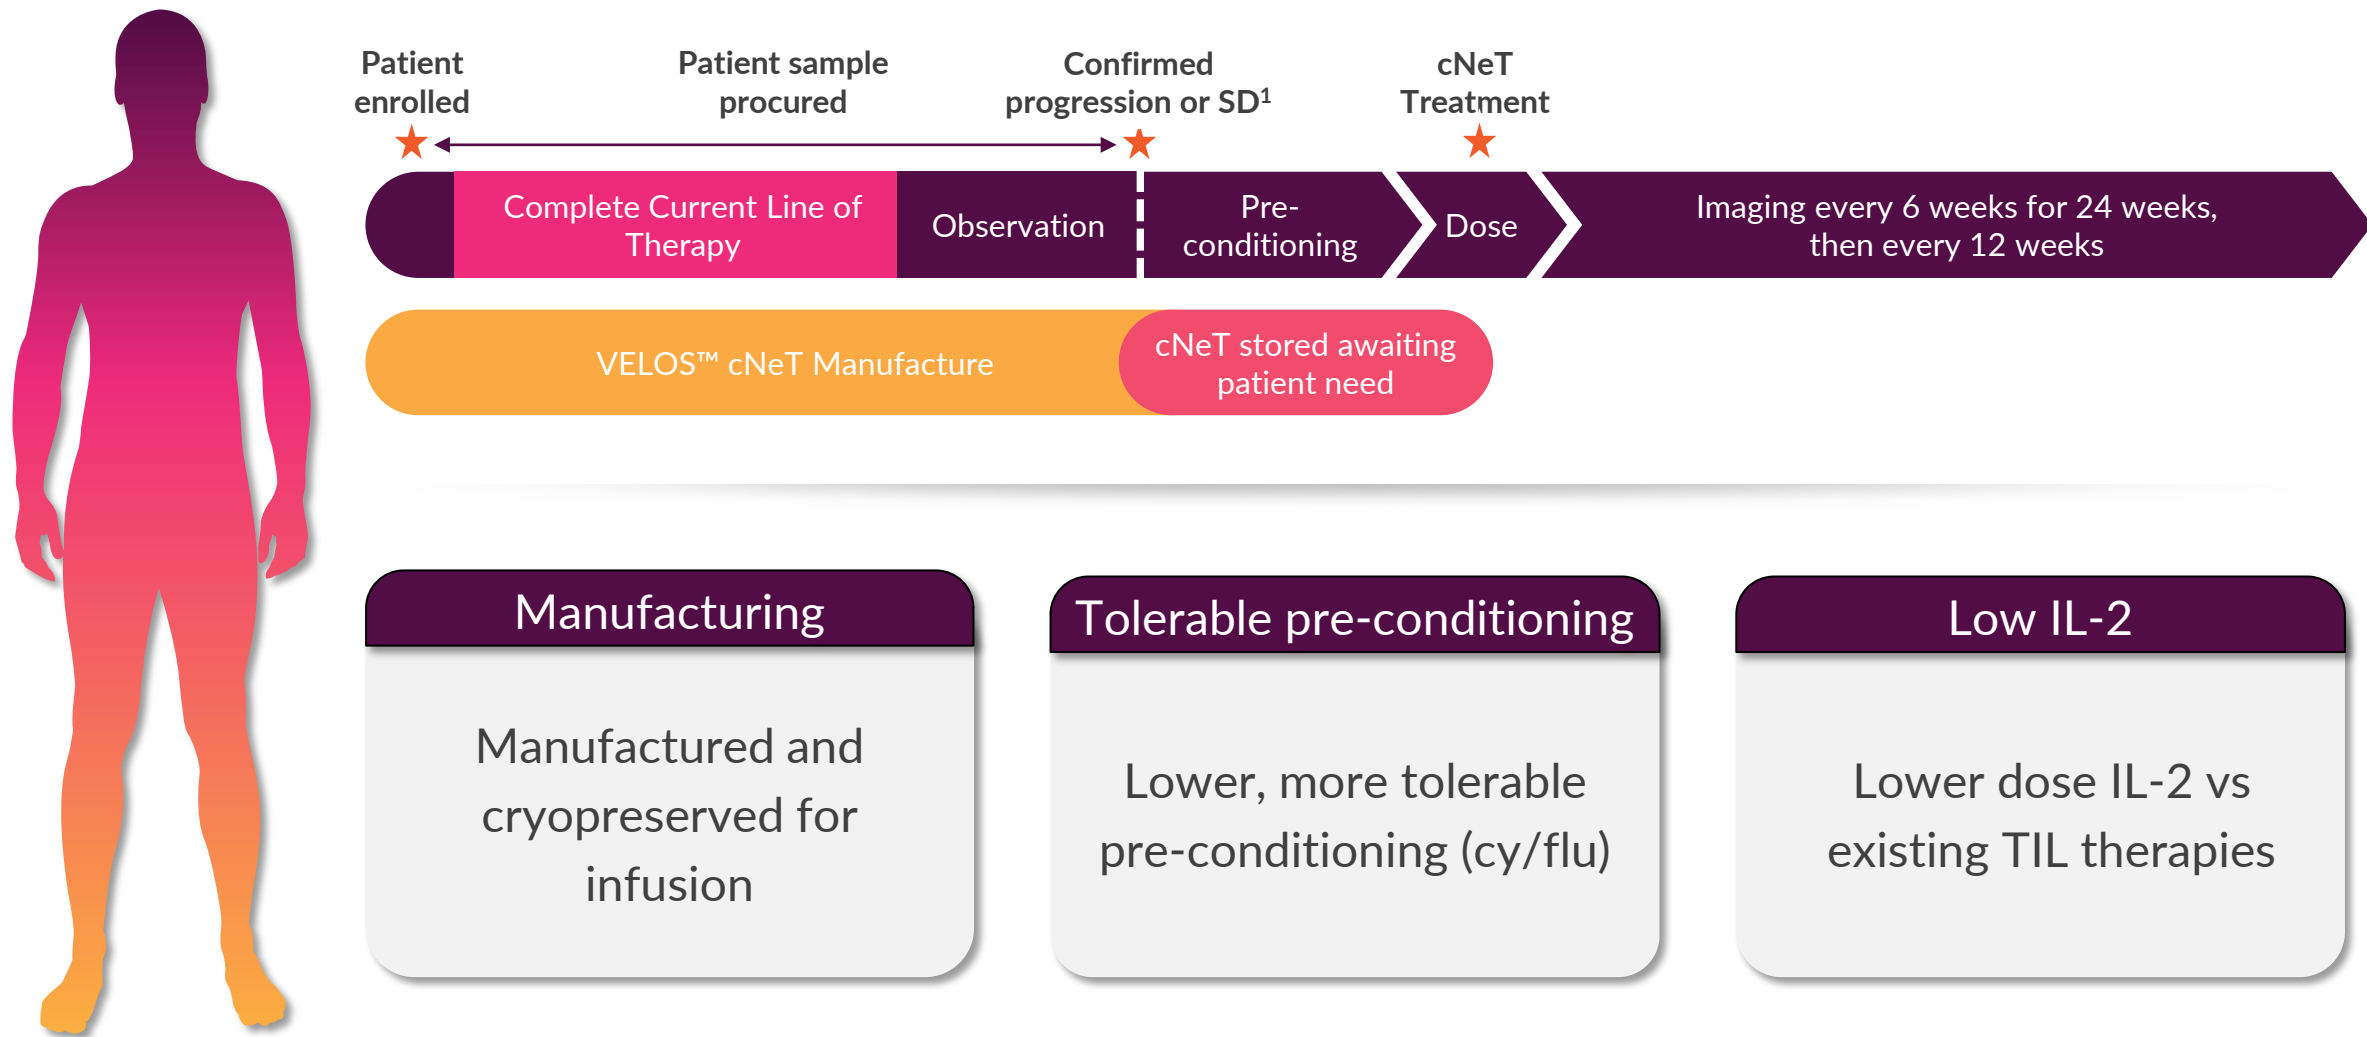 Patient
enrolled
Patient sample
procured
Confirmed
progression or SD¹
cNeT
Treatment
Complete Current Line of
Therapy
Observation
Pre-
conditioning
Dose
Imaging every 6 weeks for 24 weeks,
then every 12 weeks
VELOS™ cNeT Manufacture
cNeT stored awaiting
patient need
Manufacturing
Manufactured and
cryopreserved for
infusion
Tolerable pre-conditioning
Lower, more tolerable
pre-conditioning (cy/flu)
Low IL-2
Lower dose IL-2 vs
existing TIL therapies